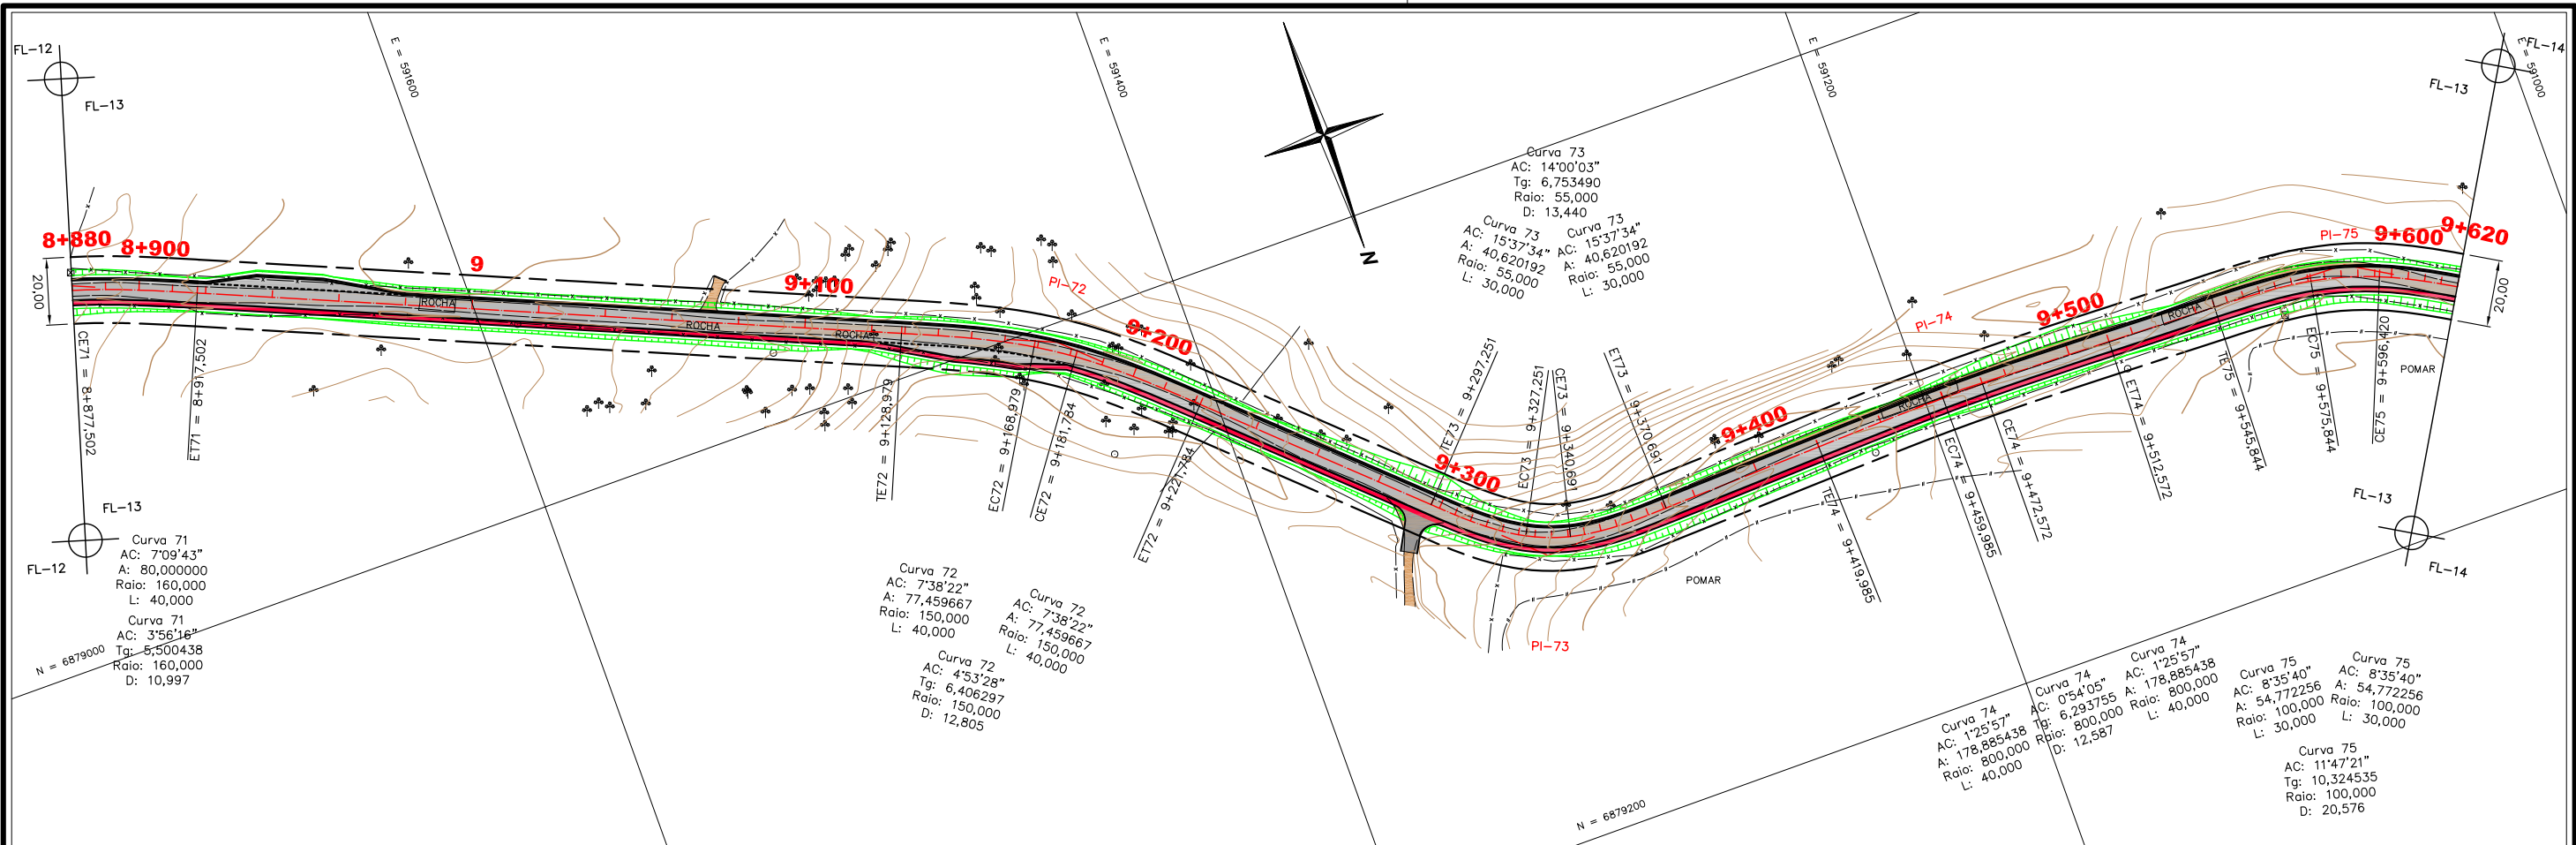 FL-12
FL-13
E = 591600
E = 591400
E = 591200
E = 591000
FL-14
FL-13
N
Curva 73
AC: 14°00'03"
Tg: 6,753490
Raio: 55,000
D: 13,440
Curva 73
AC: 15°37'34"
A: 40,620192
Raio: 55,000
L: 30,000
Curva 73
AC: 15°37'34"
A: 40,620192
Raio: 55,000
L: 30,000
8+880
8+900
9
9+100
PI-72
9+200
9+300
9+400
PI-74
9+500
PI-75
9+600
9+620
20,00
20,00
ROCHA
ROCHA
ROCHA
ROCHA
ROCHA
POMAR
POMAR
PI-73
CE71 = 8+877,502
ET71 = 8+917,502
TE72 = 9+128,979
EC72 = 9+168,979
CE72 = 9+181,784
ET72 = 9+221,784
TE73 = 9+297,251
EC73 = 9+327,251
CE73 = 9+340,691
ET73 = 9+370,691
TE74 = 9+419,985
EC74 = 9+459,985
CE74 = 9+472,572
ET74 = 9+512,572
TE75 = 9+545,844
EC75 = 9+575,844
CE75 = 9+596,420
FL-13
FL-12
FL-13
FL-14
Curva 71
AC: 7°09'43"
A: 80,000000
Raio: 160,000
L: 40,000
Curva 71
AC: 3°56'16"
Tg: 5,500438
Raio: 160,000
D: 10,997
N = 6879000
Curva 72
AC: 7°38'22"
A: 77,459667
Raio: 150,000
L: 40,000
Curva 72
AC: 7°38'22"
A: 77,459667
Raio: 150,000
L: 40,000
Curva 72
AC: 4°53'28"
Tg: 6,406297
Raio: 150,000
D: 12,805
N = 6879200
Curva 74
AC: 1°25'57"
A: 178,885438
Raio: 800,000
L: 40,000
Curva 74
AC: 0°54'05"
Tg: 6,293755
Raio: 800,000
D: 12,587
Curva 74
AC: 1°25'57"
A: 178,885438
Raio: 800,000
L: 40,000
Curva 75
AC: 8°35'40"
A: 54,772256
Raio: 100,000
L: 30,000
Curva 75
AC: 8°35'40"
A: 54,772256
Raio: 100,000
L: 30,000
Curva 75
AC: 11°47'21"
Tg: 10,324535
Raio: 100,000
D: 20,576